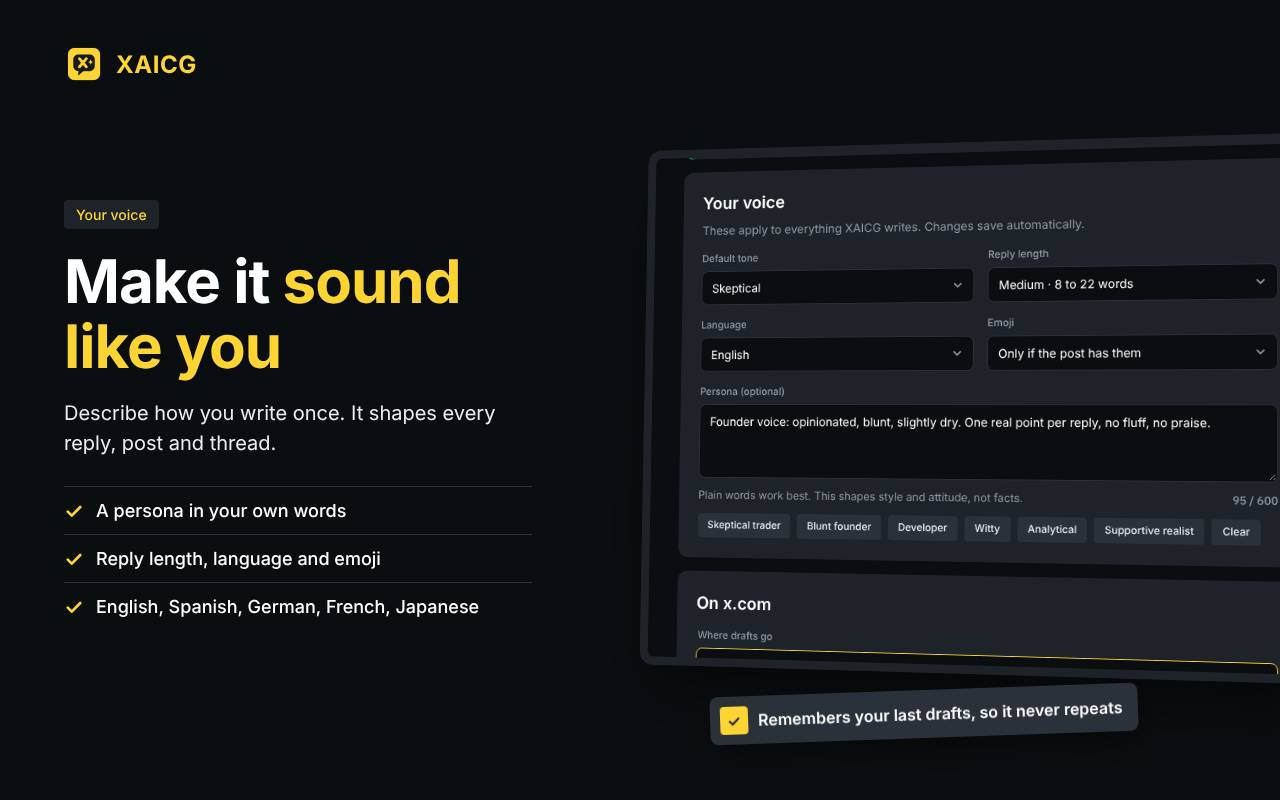 XAICG
Your voice
Make it sound
like you
Describe how you write once. It shapes every
reply, post and thread.
A persona in your own words
Reply length, language and emoji
English, Spanish, German, French, Japanese
Your voice
These apply to everything XAICG writes. Changes save automatically.
Default tone
Reply length
Skeptical
Medium · 8 to 22 words
Language
Emoji
English
Only if the post has them
Persona (optional)
Founder voice: opinionated, blunt, slightly dry. One real point per reply, no fluff, no praise.
Plain words work best. This shapes style and attitude, not facts.
95 / 600
Skeptical trader
Blunt founder
Developer
Witty
Analytical
Supportive realist
Clear
On x.com
Where drafts go
Remembers your last drafts, so it never repeats